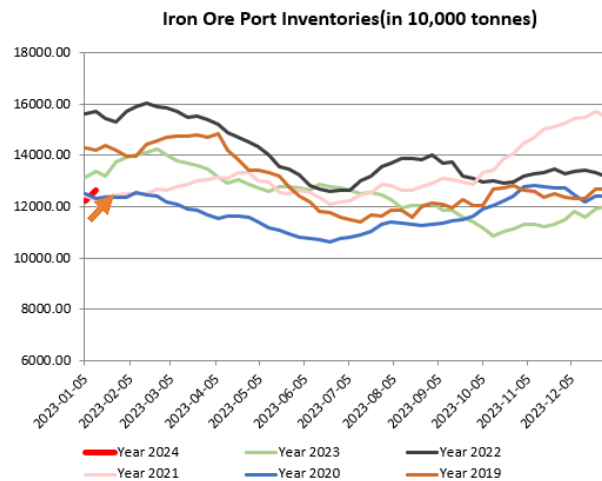 Iron Ore Port Inventories(in 10,000 tonnes)
18000.00
16000.00
14000.00
12000.00
10000.00
8000.00
6000.00
2023-01-05
2023-02-05
2023-03-05
2023-04-05
2023-05-05
2023-06-05
2023-07-05
2023-08-05
2023-09-05
2023-10-05
2023-11-05
2023-12-05
Year 2024
Year 2023
Year 2022
Year 2021
Year 2020
Year 2019